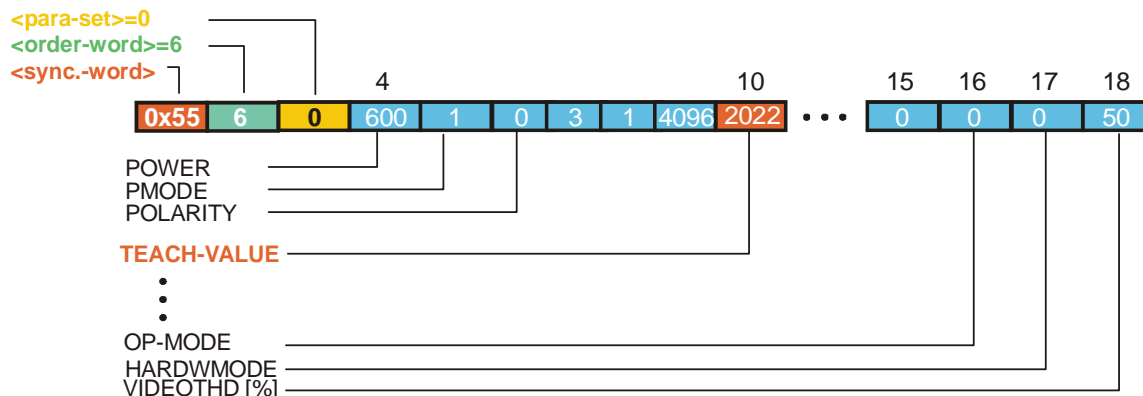 <para-set>=0
<order-word>=6
<sync.-word>
4 10 15 16 17 18
0x55 6 0 600 1 0 3 1 4096 2022 0 0 0 50
POWER
PMODE
POLARITY
TEACH-VALUE
OP-MODE
HARDWMODE
VIDEOTHD [%]